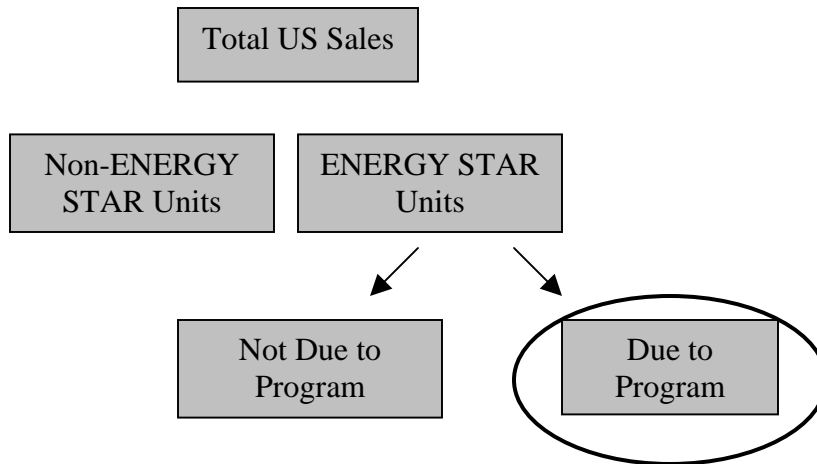 Total US Sales
Non-ENERGY
STAR Units
ENERGY STAR
Units
Not Due to
Program
Due to
Program